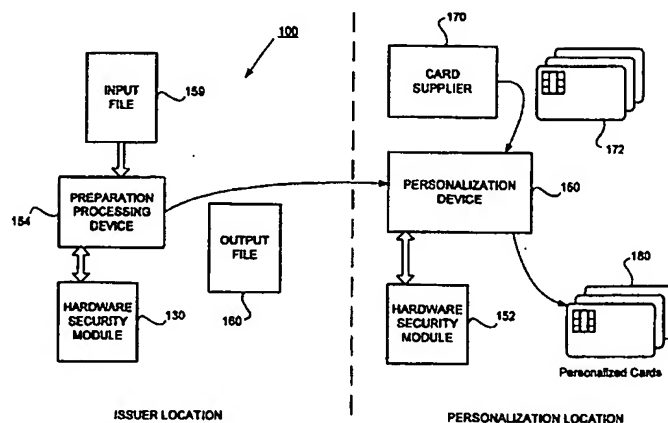 100
INPUT
FILE
159
PREPARATION
PROCESSING
DEVICE
154
OUTPUT
FILE
160
HARDWARE
SECURITY
MODULE
130
ISSUER LOCATION
170
CARD
SUPPLIER
172
PERSONALIZATION
DEVICE
150
HARDWARE
SECURITY
MODULE
152
180
Personalized Cards
PERSONALIZATION LOCATION